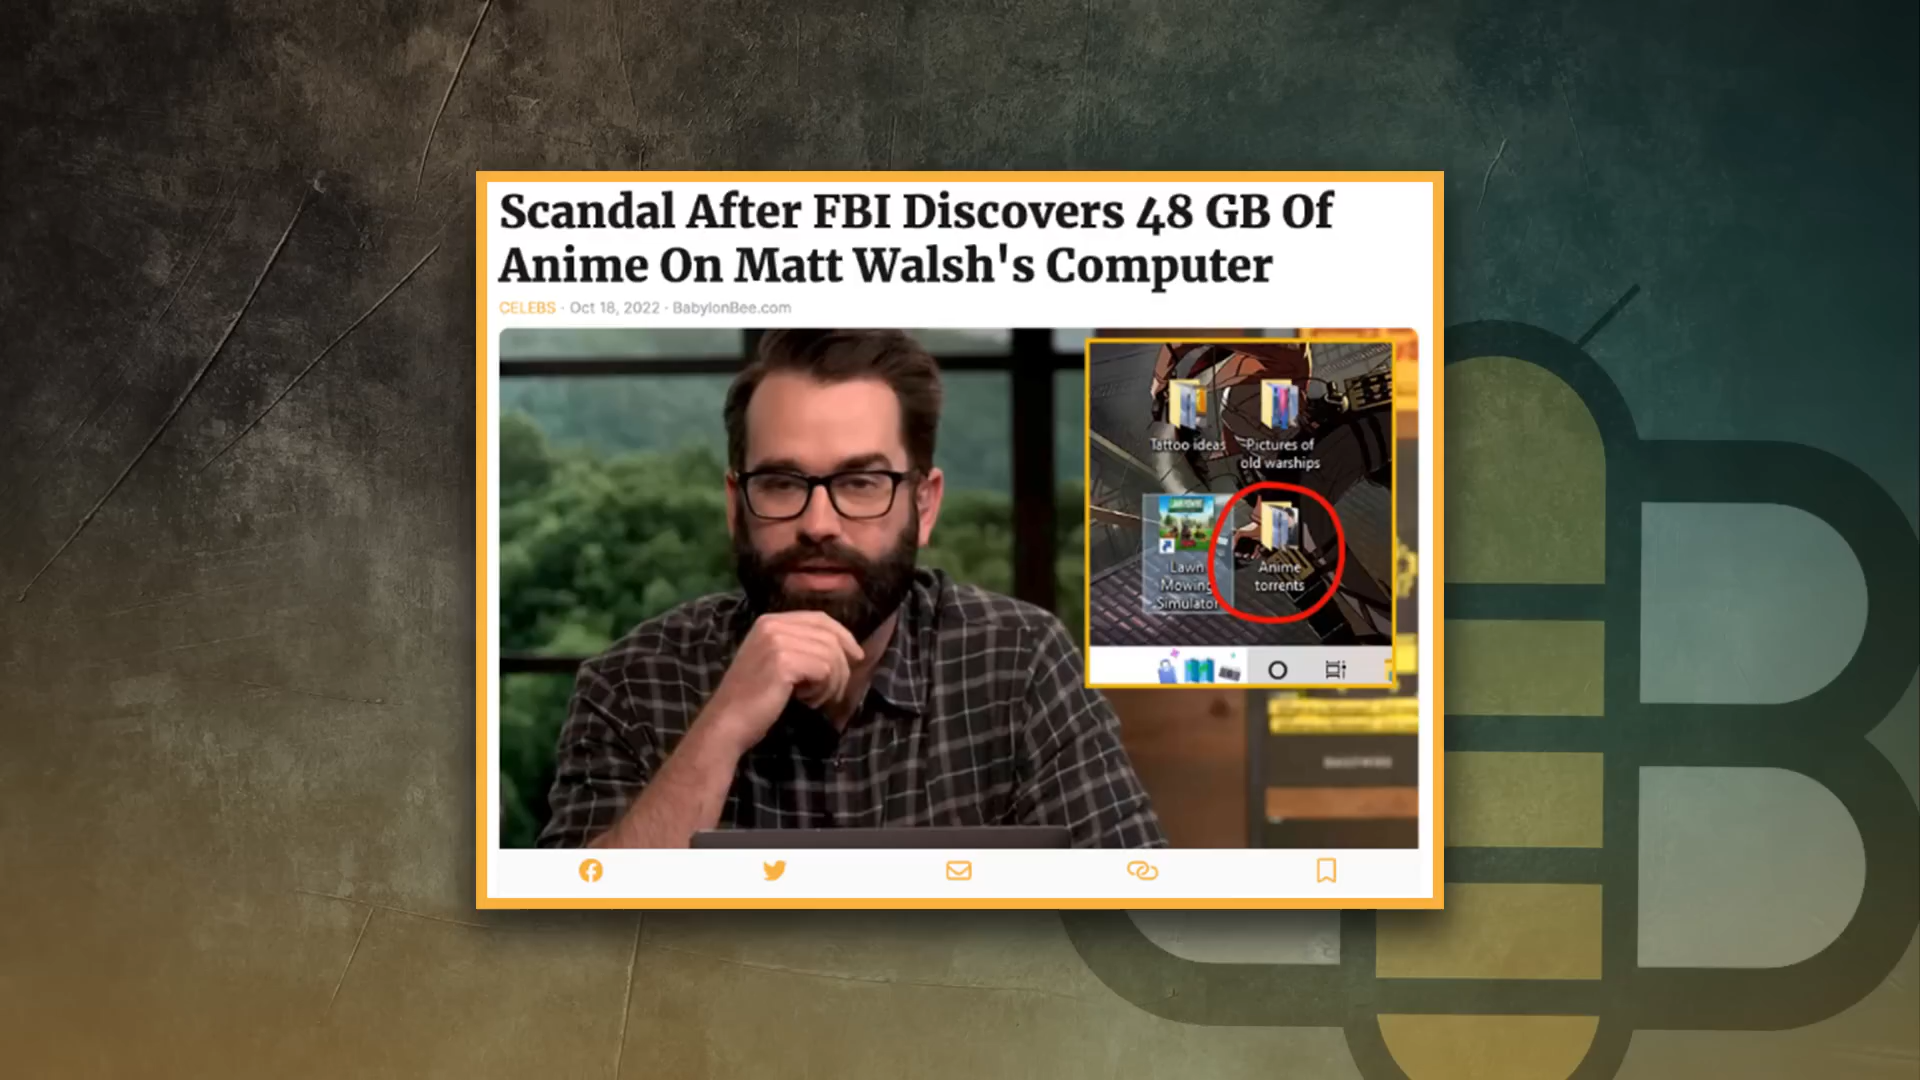 Scandal After FBI Discovers 48 GB Of
Anime On Matt Walsh's Computer
CELEBS · Oct 18, 2022 · BabylonBee.com
Tattoo ideas
Pictures of
old warships
Lawn
Mowing
Simulator
Anime
torrents